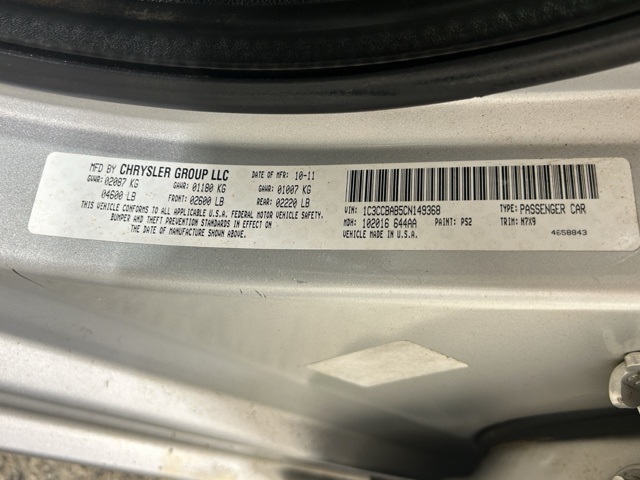 MFD BY CHRYSLER GROUP LLC DATE OF MFR: 10-11
GVWR: 02087 KG GAWR: 01180 KG GAWR: 01007 KG
04600 LB FRONT: 02600 LB REAR: 02220 LB
THIS VEHICLE CONFORMS TO ALL APPLICABLE U.S.A. FEDERAL MOTOR VEHICLE SAFETY,
BUMPER AND THEFT PREVENTION STANDARDS IN EFFECT ON
THE DATE OF MANUFACTURE SHOWN ABOVE.
VIN: 1C3CCBAB5CN149368 TYPE: PASSENGER CAR
MDH: 102016 644AA PAINT: PS2 TRIM: M7X9
VEHICLE MADE IN U.S.A. 4658843